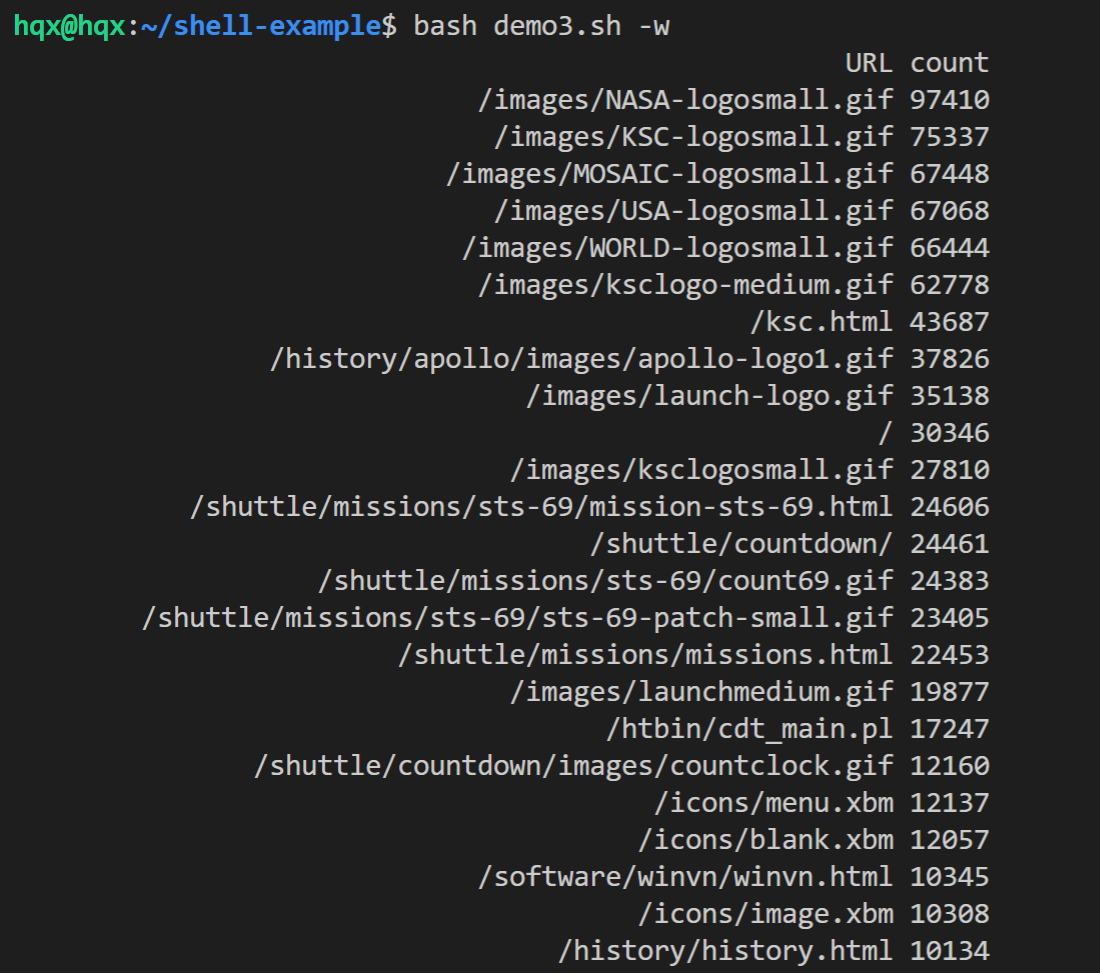 hqx@hqx:~/shell-example$ bash demo3.sh -w
URL count
/images/NASA-logosmall.gif 97410
/images/KSC-logosmall.gif 75337
/images/MOSAIC-logosmall.gif 67448
/images/USA-logosmall.gif 67068
/images/WORLD-logosmall.gif 66444
/images/ksclogo-medium.gif 62778
/ksc.html 43687
/history/apollo/images/apollo-logo1.gif 37826
/images/launch-logo.gif 35138
/ 30346
/images/ksclogosmall.gif 27810
/shuttle/missions/sts-69/mission-sts-69.html 24606
/shuttle/countdown/ 24461
/shuttle/missions/sts-69/count69.gif 24383
/shuttle/missions/sts-69/sts-69-patch-small.gif 23405
/shuttle/missions/missions.html 22453
/images/launchmedium.gif 19877
/htbin/cdt_main.pl 17247
/shuttle/countdown/images/countclock.gif 12160
/icons/menu.xbm 12137
/icons/blank.xbm 12057
/software/winvn/winvn.html 10345
/icons/image.xbm 10308
/history/history.html 10134